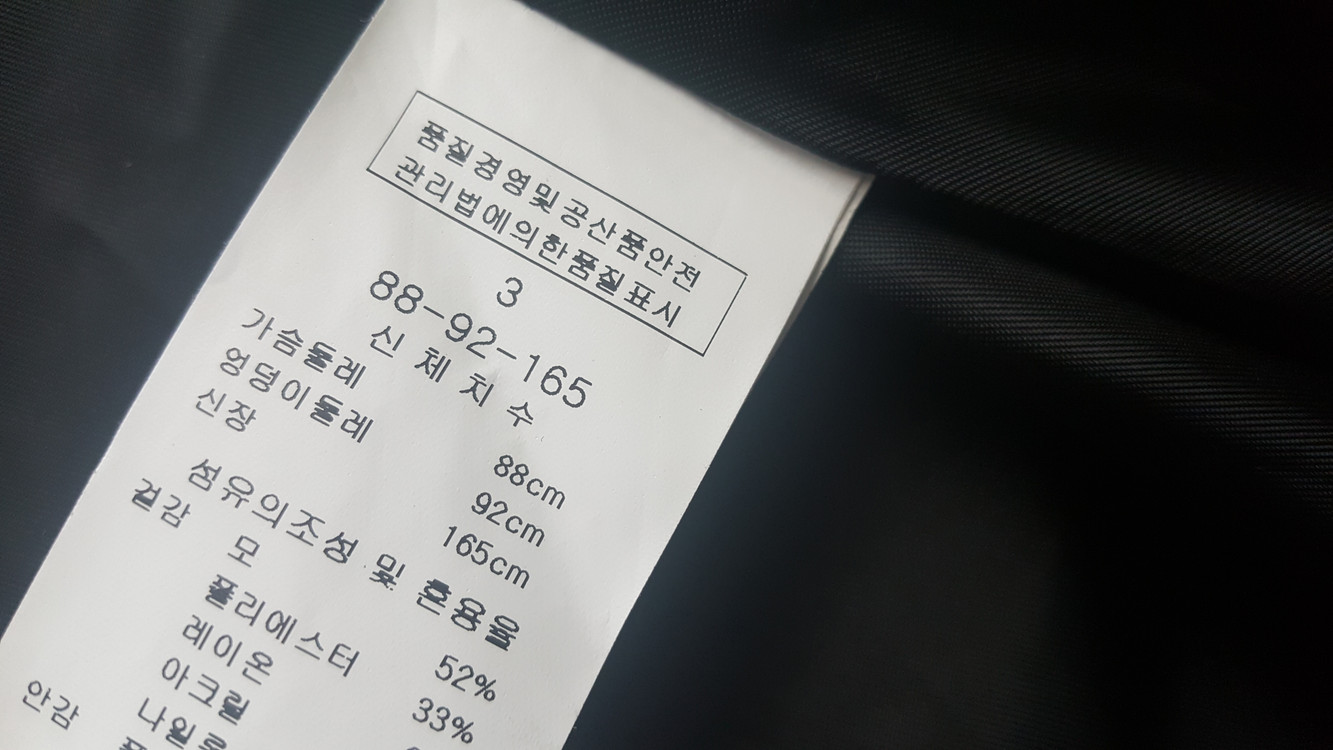 품질경영및공산품안전
관리법에의한품질표시
3
88-92-165
신 체 치 수
가슴둘레 88cm
엉덩이둘레 92cm
신장 165cm
섬유의조성 및 혼용율
겉감
모 52%
폴리에스터 33%
레이온
아크릴
나일론
안감